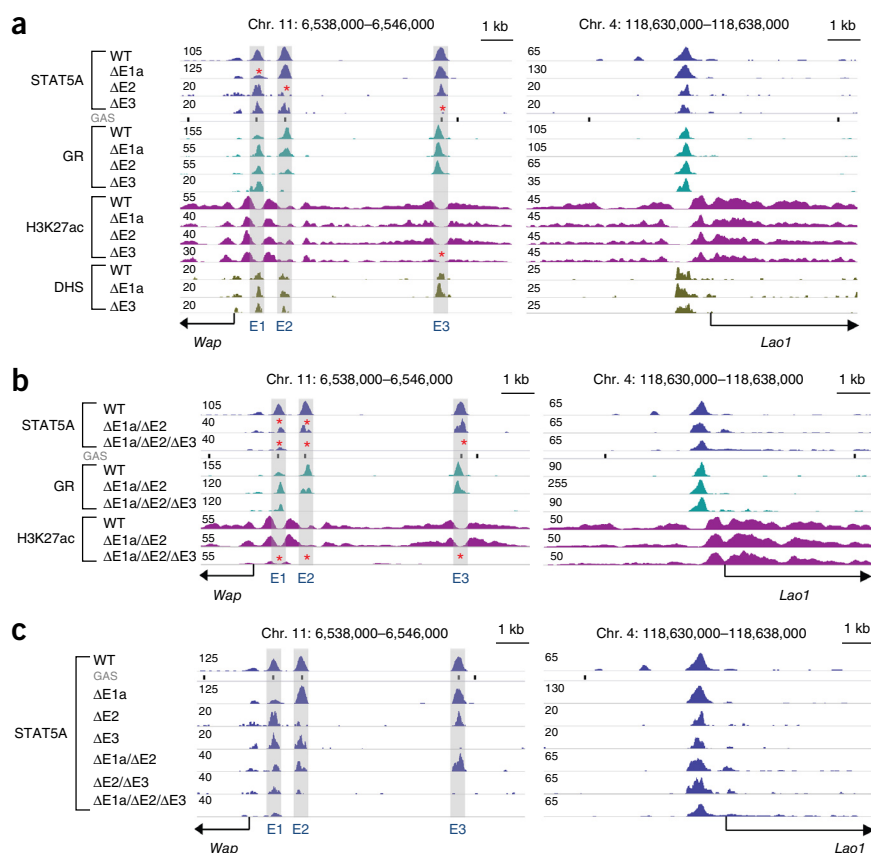 a
Chr. 11: 6,538,000–6,546,000 1 kb Chr. 4: 118,630,000–118,638,000 1 kb
STAT5A
WT 105 65
ΔE1a 125 * 130
ΔE2 20 * 20
ΔE3 20 * 20
GAS
GR
WT 155 105
ΔE1a 55 105
ΔE2 55 65
ΔE3 20 35
H3K27ac
WT 55 45
ΔE1a 40 45
ΔE2 40 45
ΔE3 30 * 45
DHS
WT 20 25
ΔE1a 20 25
ΔE3 20 25
E1 E2 E3
Wap Lao1
b
Chr. 11: 6,538,000–6,546,000 1 kb Chr. 4: 118,630,000–118,638,000 1 kb
STAT5A
WT 105 65
ΔE1a/ΔE2 40 * * 65
ΔE1a/ΔE2/ΔE3 40 * * * 65
GAS
GR
WT 155 90
ΔE1a/ΔE2 120 255
ΔE1a/ΔE2/ΔE3 120 90
H3K27ac
WT 55 50
ΔE1a/ΔE2 55 50
ΔE1a/ΔE2/ΔE3 55 * * * 50
E1 E2 E3
Wap Lao1
c
Chr. 11: 6,538,000–6,546,000 1 kb Chr. 4: 118,630,000–118,638,000 1 kb
STAT5A
WT 125 65
GAS
ΔE1a 125 130
ΔE2 20 20
ΔE3 20 20
ΔE1a/ΔE2 40 65
ΔE2/ΔE3 40 40
ΔE1a/ΔE2/ΔE3 40 65
E1 E2 E3
Wap Lao1